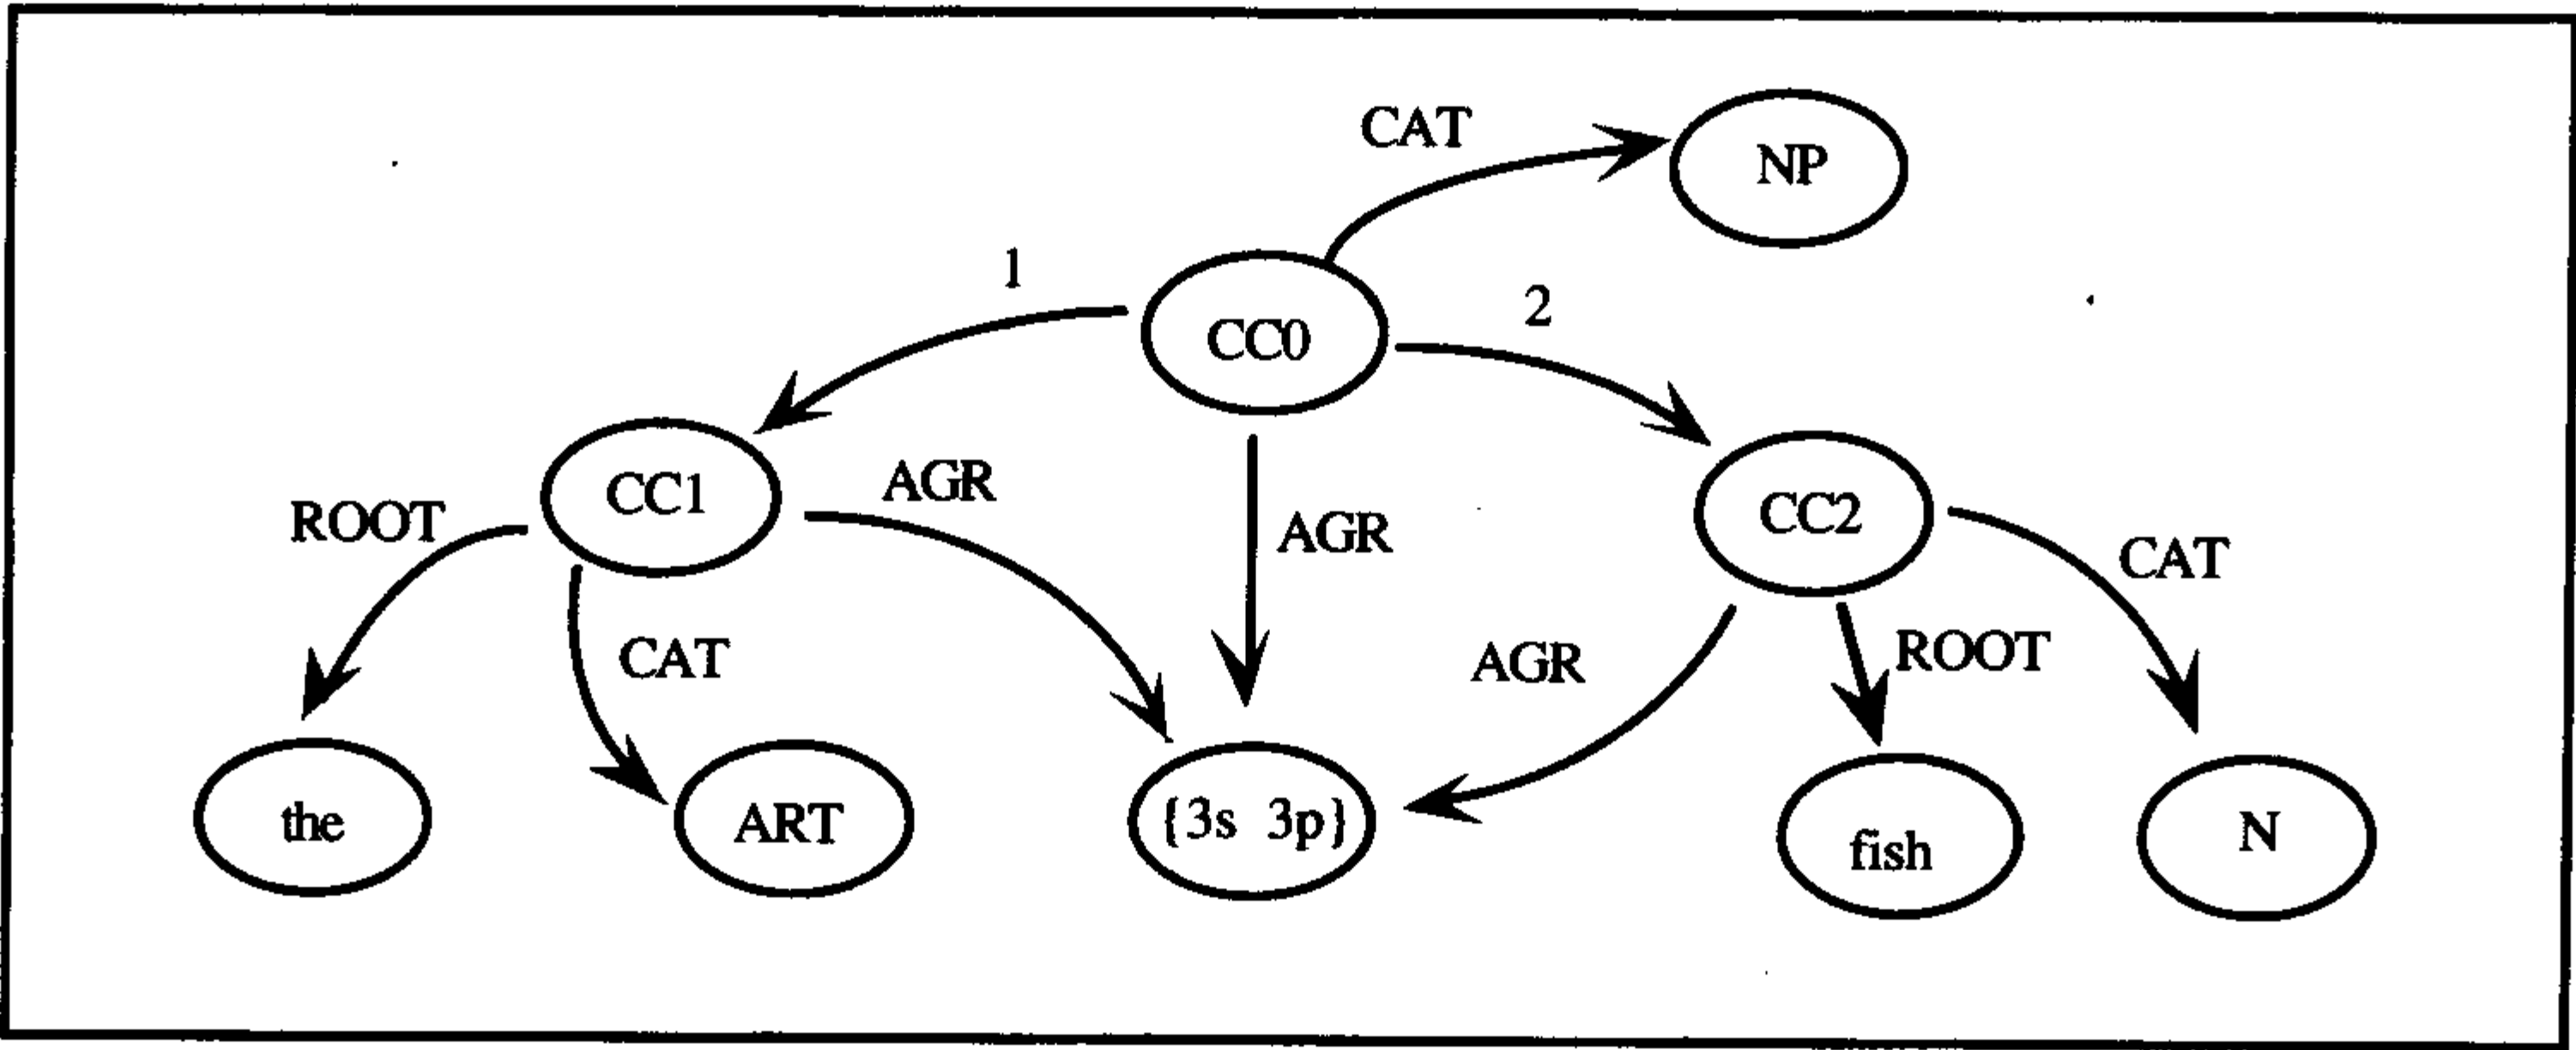 CAT
NP
1
CC0
2
CC1
AGR
ROOT
AGR
CC2
CAT
CAT
AGR
ROOT
the
ART
{3s 3p}
fish
N